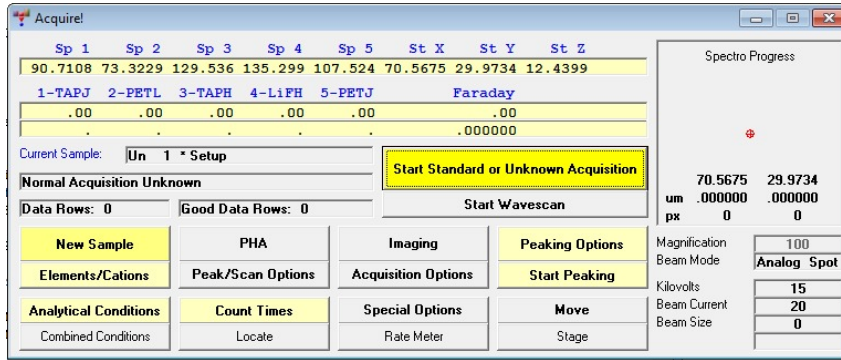 Acquire!
Sp 1 Sp 2 Sp 3 Sp 4 Sp 5 St X St Y St Z
90.7108 73.3229 129.536 135.299 107.524 70.5675 29.9734 12.4399
1-TAPJ 2-PETL 3-TAPH 4-LiFH 5-PETJ Faraday
.00 .00 .00 .00 .00 .00
. . . . . .000000
Current Sample: Un 1 * Setup
Normal Acquisition Unknown
Data Rows: 0 Good Data Rows: 0
Start Standard or Unknown Acquisition
Start Wavescan
New Sample PHA Imaging Peaking Options
Elements/Cations Peak/Scan Options Acquisition Options Start Peaking
Analytical Conditions Count Times Special Options Move
Combined Conditions Locate Rate Meter Stage
Spectro Progress
70.5675 29.9734
um .000000 .000000
px 0 0
Magnification 100
Beam Mode Analog Spot
Kilovolts 15
Beam Current 20
Beam Size 0